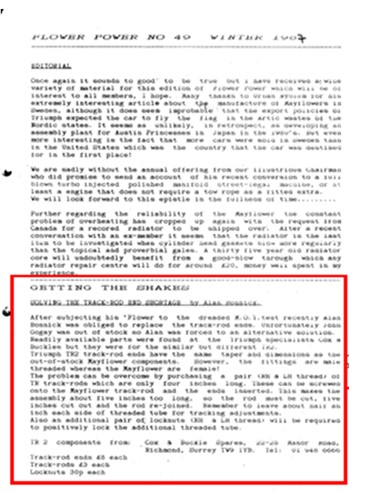 FLOWER POWER NO 49 WINTER 1987
EDITORIAL
Once again it sounds to good to be true but i have received a wide
variety of material for this edition of Flower Power which will be of
interest to all members, I hope. Many thanks to for his
extremely interesting article about the manufacture of Mayflowers in
Sweden, although it does seem improbable that the export policies of
Triumph expected the car to fly the flag in the artic wastes of the
Nordic states. It seems as unlikely, in retrospect, as developing an
assembly plant for Austin Princesses in Japan in the But even
more interesting is the fact that more cars were sold in Sweden than
in the United States which was the country that the car was destined
for in the first place!
We are sadly without the annual offering from our illustrious Chairman
who did promise to send an account of his recent conversion to a
blown turbo injected polished manifold street-legal machine, or at
least a engine that does not require a tow rope as a fitted extra.
We will look forward to this epistle in the fullness of time.........
Further regarding the reliability of the Mayflower the constant
problem of overheating has cropped up again with the request from
Canada for a recored radiator to be shipped over. After a recent
conversation with an ex-member it seems that the radiator is the last
item to be investigated when cylinder head gaskets blow more regularly
than the topical and proverbial gales. A thirty five year old radiator
core will undoubtedly benefit from a good-blow through which any
radiator repair centre will do for around £20, money well spent in my
experience.
GETTING THE SHAKES
SOLVING THE TRACK-ROD END SHORTAGE by Alan Rossick.
After subjecting his 'Flower to the dreaded M.O.T.test recently Alan
Rossick was obliged to replace the track-rod ends. Unfortunately John
Gogay was out of stock so Alan was forced to an alternative solution.
Readily available parts were found at the Triumph specialists Cox &
Buckles but they were for the similar but different TR2.
Triumph TR2 track-rod ends have the same taper and dimensions as the
out-of-stock Mayflower components. However, the fittings are male
threaded whereas the Mayflower are female!
The problem can be overcome by purchasing a pair (RH & LH thread) of
TR track-rods which are only four inches long. These can be screwed
onto the Mayflower track-rod and the ends inserted. This makes the
assembly about five inches too long, so the rod must be cut, five
inches cut out and the rod re-joined. Remember to leave about half an
inch each side of threaded tube for tracking adjustments.
Also an additional pair of locknuts (RH & LH thread) will be required
to positively lock the additional threaded tube.
TR 2 components from: Cox & Buckle Spares, 22-28 Manor Road,
Richmond, Surrey TW9 1YB. Tel: 01 948 6666
Track-rod ends £8 each
Track-rods £3 each
Locknuts 30p each